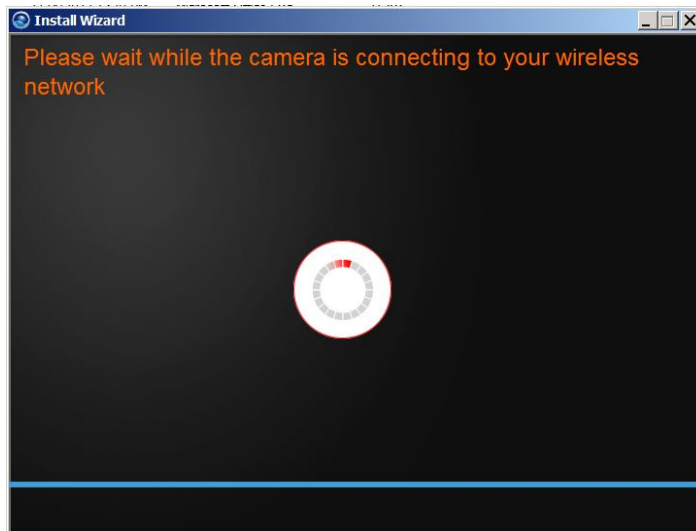 Install Wizard
Please wait while the camera is connecting to your wireless
network